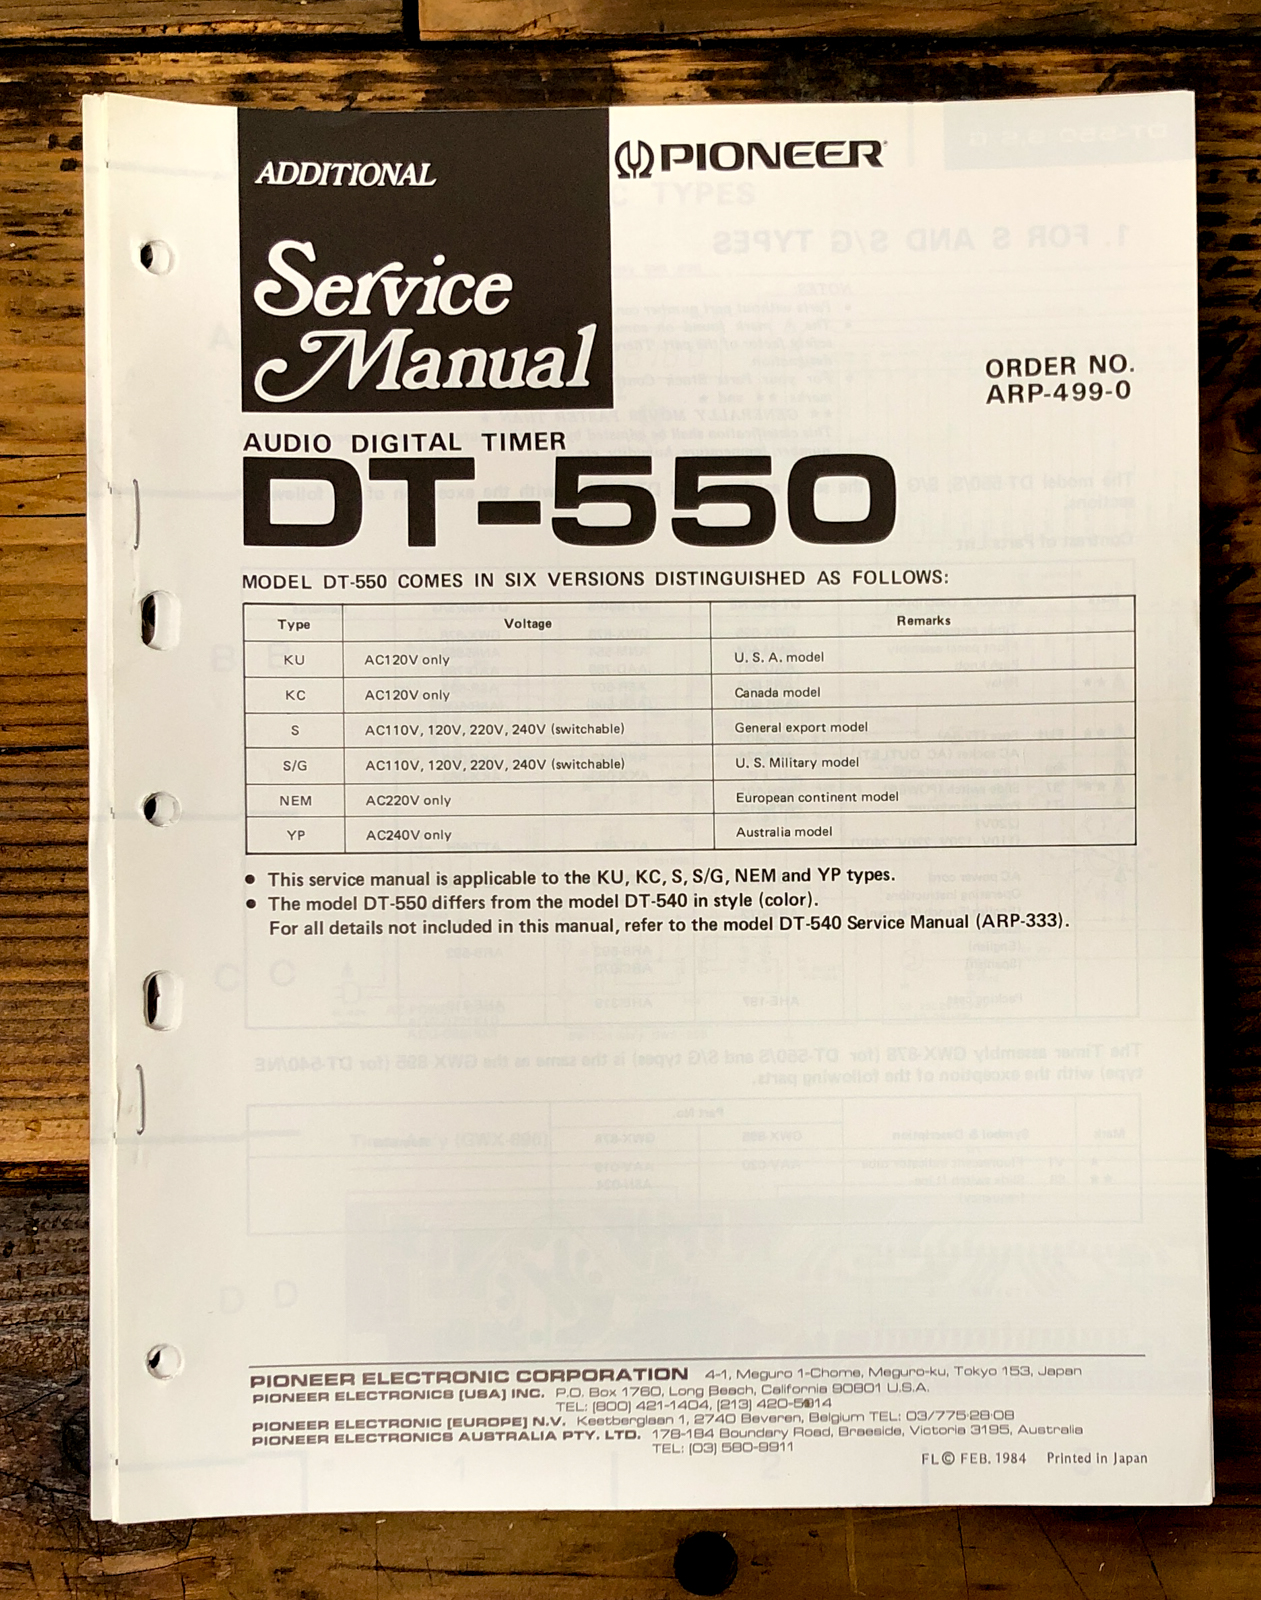 ADDITIONAL
Service
Manual
PIONEER
ORDER NO.
ARP-499-0
AUDIO DIGITAL TIMER
DT-550
MODEL DT-550 COMES IN SIX VERSIONS DISTINGUISHED AS FOLLOWS:
Type Voltage Remarks
KU AC120V only U. S. A. model
KC AC120V only Canada model
S AC110V, 120V, 220V, 240V (switchable) General export model
S/G AC110V, 120V, 220V, 240V (switchable) U. S. Military model
NEM AC220V only European continent model
YP AC240V only Australia model
● This service manual is applicable to the KU, KC, S, S/G, NEM and YP types.
● The model DT-550 differs from the model DT-540 in style (color).
For all details not included in this manual, refer to the model DT-540 Service Manual (ARP-333).
PIONEER ELECTRONIC CORPORATION 4-1, Meguro 1-Chome, Meguro-ku, Tokyo 153, Japan
PIONEER ELECTRONICS [USA] INC. P.O. Box 1760, Long Beach, California 90801 U.S.A.
TEL: [800] 421-1404, [213] 420-
PIONEER ELECTRONIC [EUROPE] N.V. Keetberglaan 1, 2740 Beveren, Belgium TEL: 03/775·28·08
PIONEER ELECTRONICS AUSTRALIA PTY. LTD. 178-184 Boundary Road, Braeside, Victoria 3195, Australia
TEL: [03] 580-9911
FL © FEB. 1984 Printed in Japan